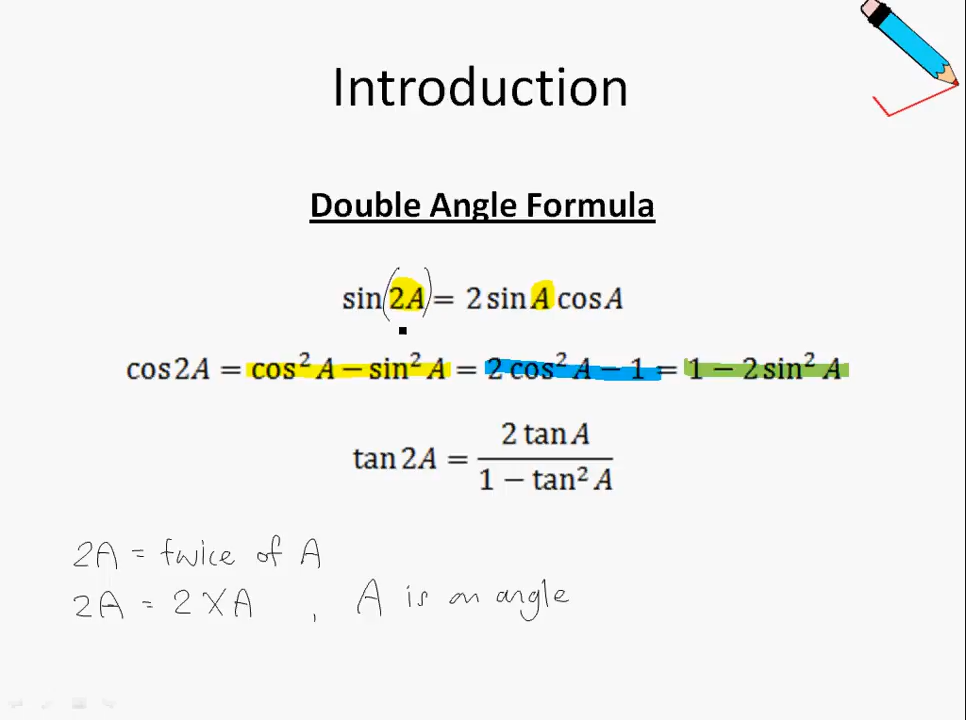 Introduction
Double Angle Formula
sin(2A) = 2 sin A cos A
cos 2A = cos² A − sin² A = 2 cos² A − 1 = 1 − 2 sin² A
tan 2A = 2 tan A / 1 − tan² A
2A = twice of A
2A = 2 X A , A is an angle